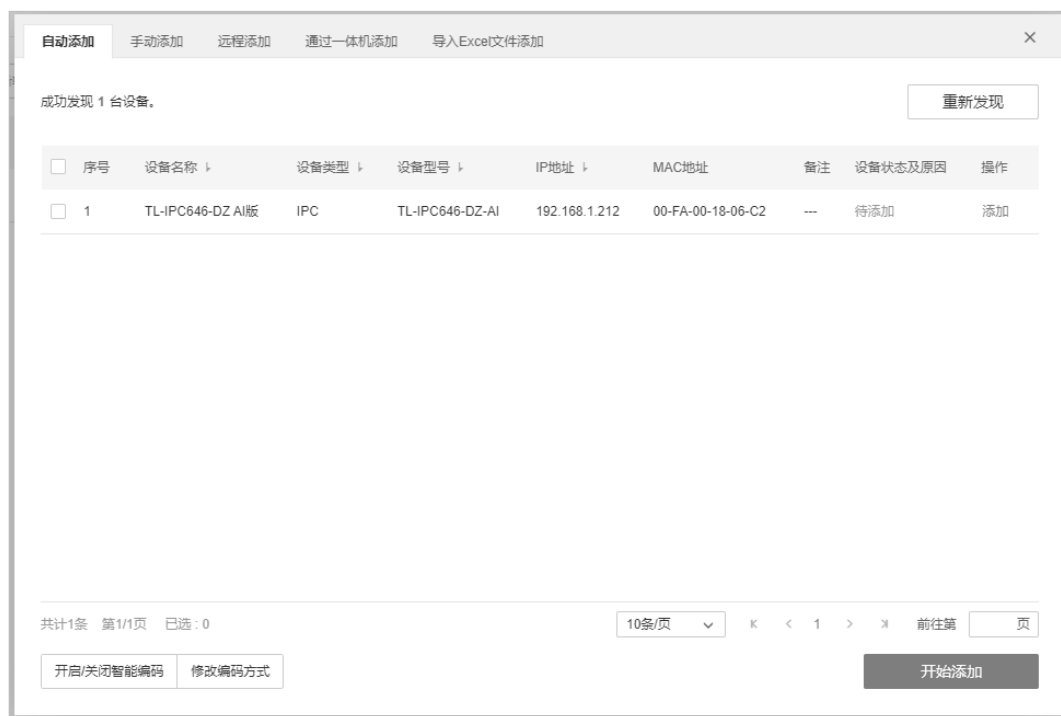 自动添加 手动添加 远程添加 通过一体机添加 导入Excel文件添加
成功发现 1 台设备。 重新发现
序号 设备名称 设备类型 设备型号 IP地址 MAC地址 备注 设备状态及原因 操作
1 TL-IPC646-DZ AI版 IPC TL-IPC646-DZ-AI 192.168.1.212 00-FA-00-18-06-C2 --- 待添加 添加
共计1条 第1/1页 已选 : 0 10条/页 1 前往第 页
开启/关闭智能编码 修改编码方式 开始添加